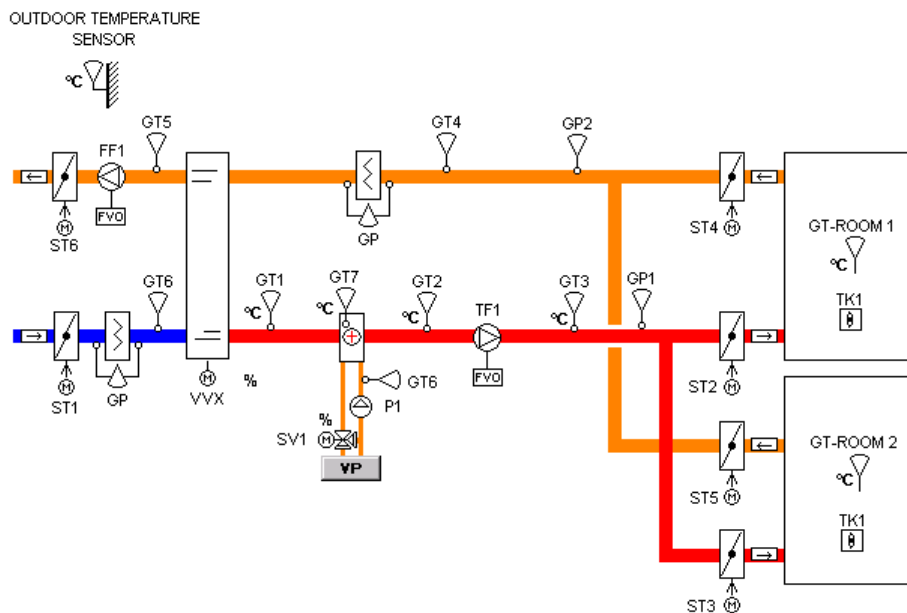 OUTDOOR TEMPERATURE
SENSOR
°C
GT5
GT4
GP2
FF1
FVO
M
ST6
GP
ST4
M
GT-ROOM 1
°C
TK1
GT6
GT1
°C
GT7
°C
GT2
°C
TF1
FVO
GT3
°C
GP1
M
ST1
GP
M
VVX
%
GT6
P1
%
SV1
M
VP
ST2
M
GT-ROOM 2
°C
TK1
ST5
M
ST3
M